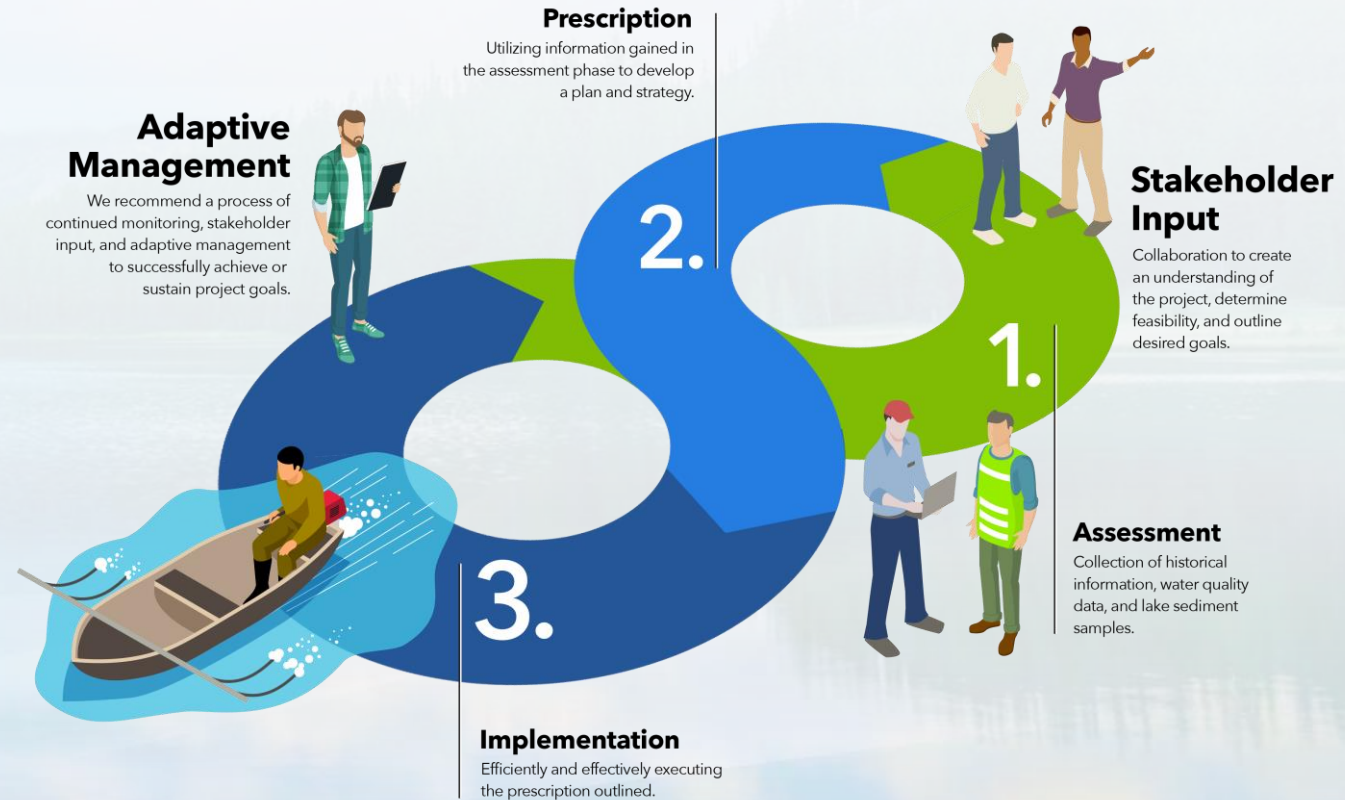 Prescription
Utilizing information gained in
the assessment phase to develop
a plan and strategy.
Adaptive
Management
We recommend a process of
continued monitoring, stakeholder
input, and adaptive management
to successfully achieve or
sustain project goals.
Stakeholder
Input
Collaboration to create
an understanding of
the project, determine
feasibility, and outline
desired goals.
2.
1.
Assessment
Collection of historical
information, water quality
data, and lake sediment
samples.
3.
Implementation
Efficiently and effectively executing
the prescription outlined.